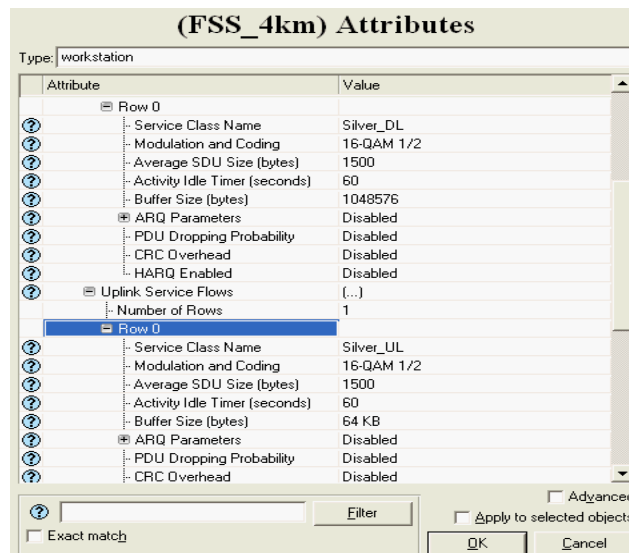 (FSS_4km) Attributes
Type: workstation
Attribute Value
Row 0
Service Class Name Silver_DL
Modulation and Coding 16-QAM 1/2
Average SDU Size (bytes) 1500
Activity Idle Timer (seconds) 60
Buffer Size (bytes) 1048576
ARQ Parameters Disabled
PDU Dropping Probability Disabled
CRC Overhead Disabled
HARQ Enabled Disabled
Uplink Service Flows (...)
Number of Rows 1
Row 0
Service Class Name Silver_UL
Modulation and Coding 16-QAM 1/2
Average SDU Size (bytes) 1500
Activity Idle Timer (seconds) 60
Buffer Size (bytes) 64 KB
ARQ Parameters Disabled
PDU Dropping Probability Disabled
CRC Overhead Disabled
Advanced
Filter
Apply to selected objects
Exact match
OK Cancel